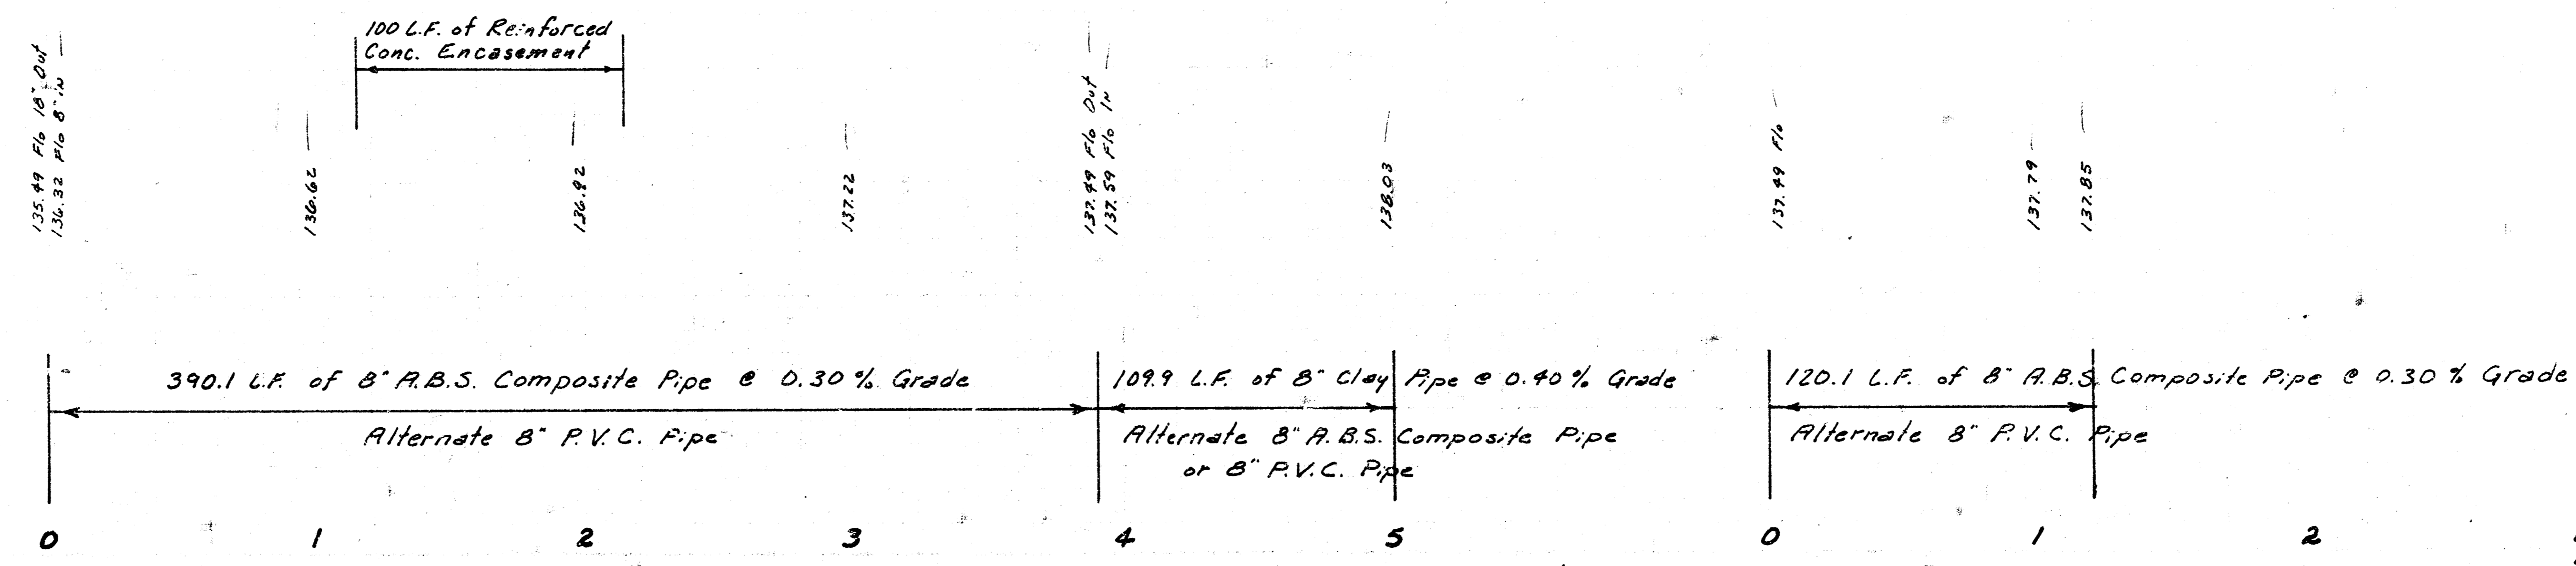 100 L.F. of Reinforced
Conc. Encasement
135.49 Flo 18" Out
136.32 Flo 8" IN
136.62
136.92
137.22
137.49 Flo Out
137.59 Flo IN
138.03
137.49 Flo
137.79
137.85
390.1 L.F. of 8" A.B.S. Composite Pipe @ 0.30% Grade
Alternate 8" P.V.C. Pipe
109.9 L.F. of 8" Clay Pipe @ 0.40% Grade
Alternate 8" A.B.S. Composite Pipe
or 8" P.V.C. Pipe
120.1 L.F. of 8" A.B.S. Composite Pipe @ 0.30% Grade
Alternate 8" P.V.C. Pipe
0 1 2 3 4 5 0 1 2